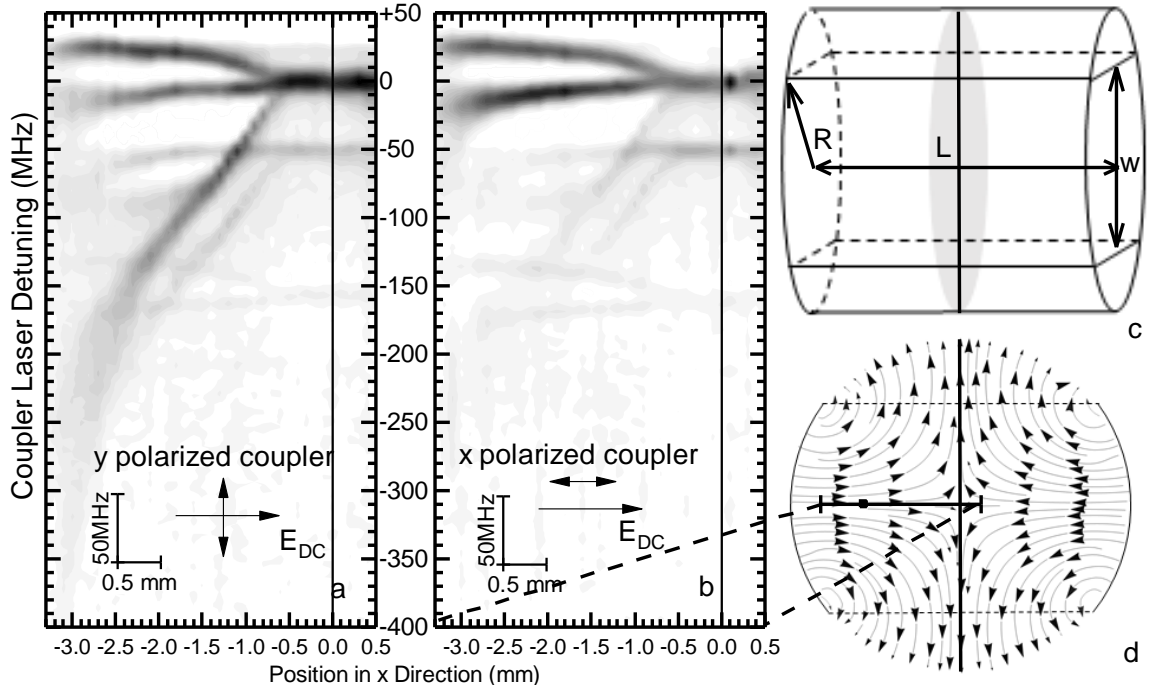 Coupler Laser Detuning (MHz)
+50
0
-50
-100
-150
-200
-250
-300
-350
-400
y polarized coupler
50MHz
0.5 mm
E_DC
a
x polarized coupler
50MHz
0.5 mm
E_DC
b
-3.0 -2.5 -2.0 -1.5 -1.0 -0.5 0.0 0.5
-3.0 -2.5 -2.0 -1.5 -1.0 -0.5 0.0 0.5
Position in x Direction (mm)
R
L
w
c
d